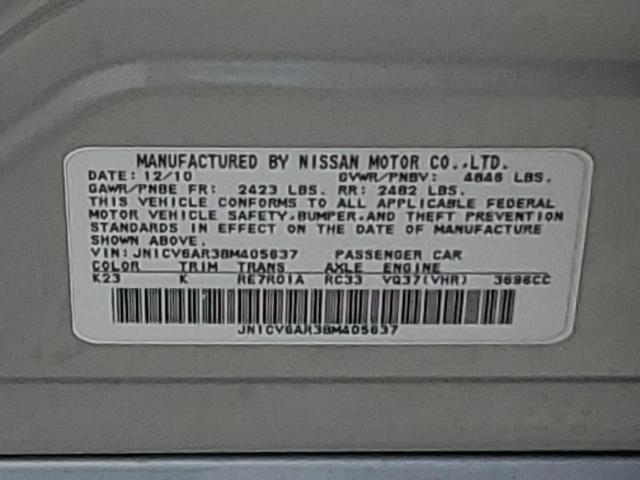 MANUFACTURED BY NISSAN MOTOR CO.,LTD.
DATE: 12/10 GVWR/PNBV: 4846 LBS.
GAWR/PNBE FR: 2423 LBS. RR: 2482 LBS.
THIS VEHICLE CONFORMS TO ALL APPLICABLE FEDERAL
MOTOR VEHICLE SAFETY,BUMPER,AND THEFT PREVENTION
STANDARDS IN EFFECT ON THE DATE OF MANUFACTURE
SHOWN ABOVE.
VIN: JN1CV6AR3BM405637 PASSENGER CAR
COLOR TRIM TRANS AXLE ENGINE
K23 K RE7R01A RC33 VQ37(VHR) 3696CC
JN1CV6AR3BM405637